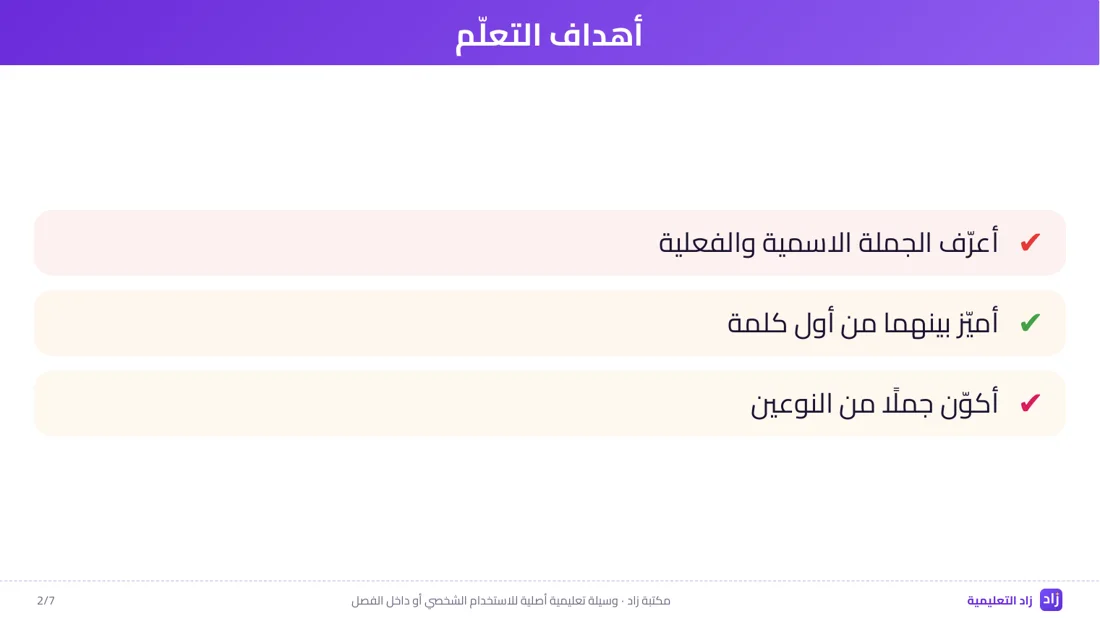 أهداف التعلّم
✔ أعرّف الجملة الاسمية والفعلية
✔ أميّز بينهما من أول كلمة
✔ أكوّن جملًا من النوعين
زاد زاد التعليمية
مكتبة زاد · وسيلة تعليمية أصلية للاستخدام الشخصي أو داخل الفصل
2/7